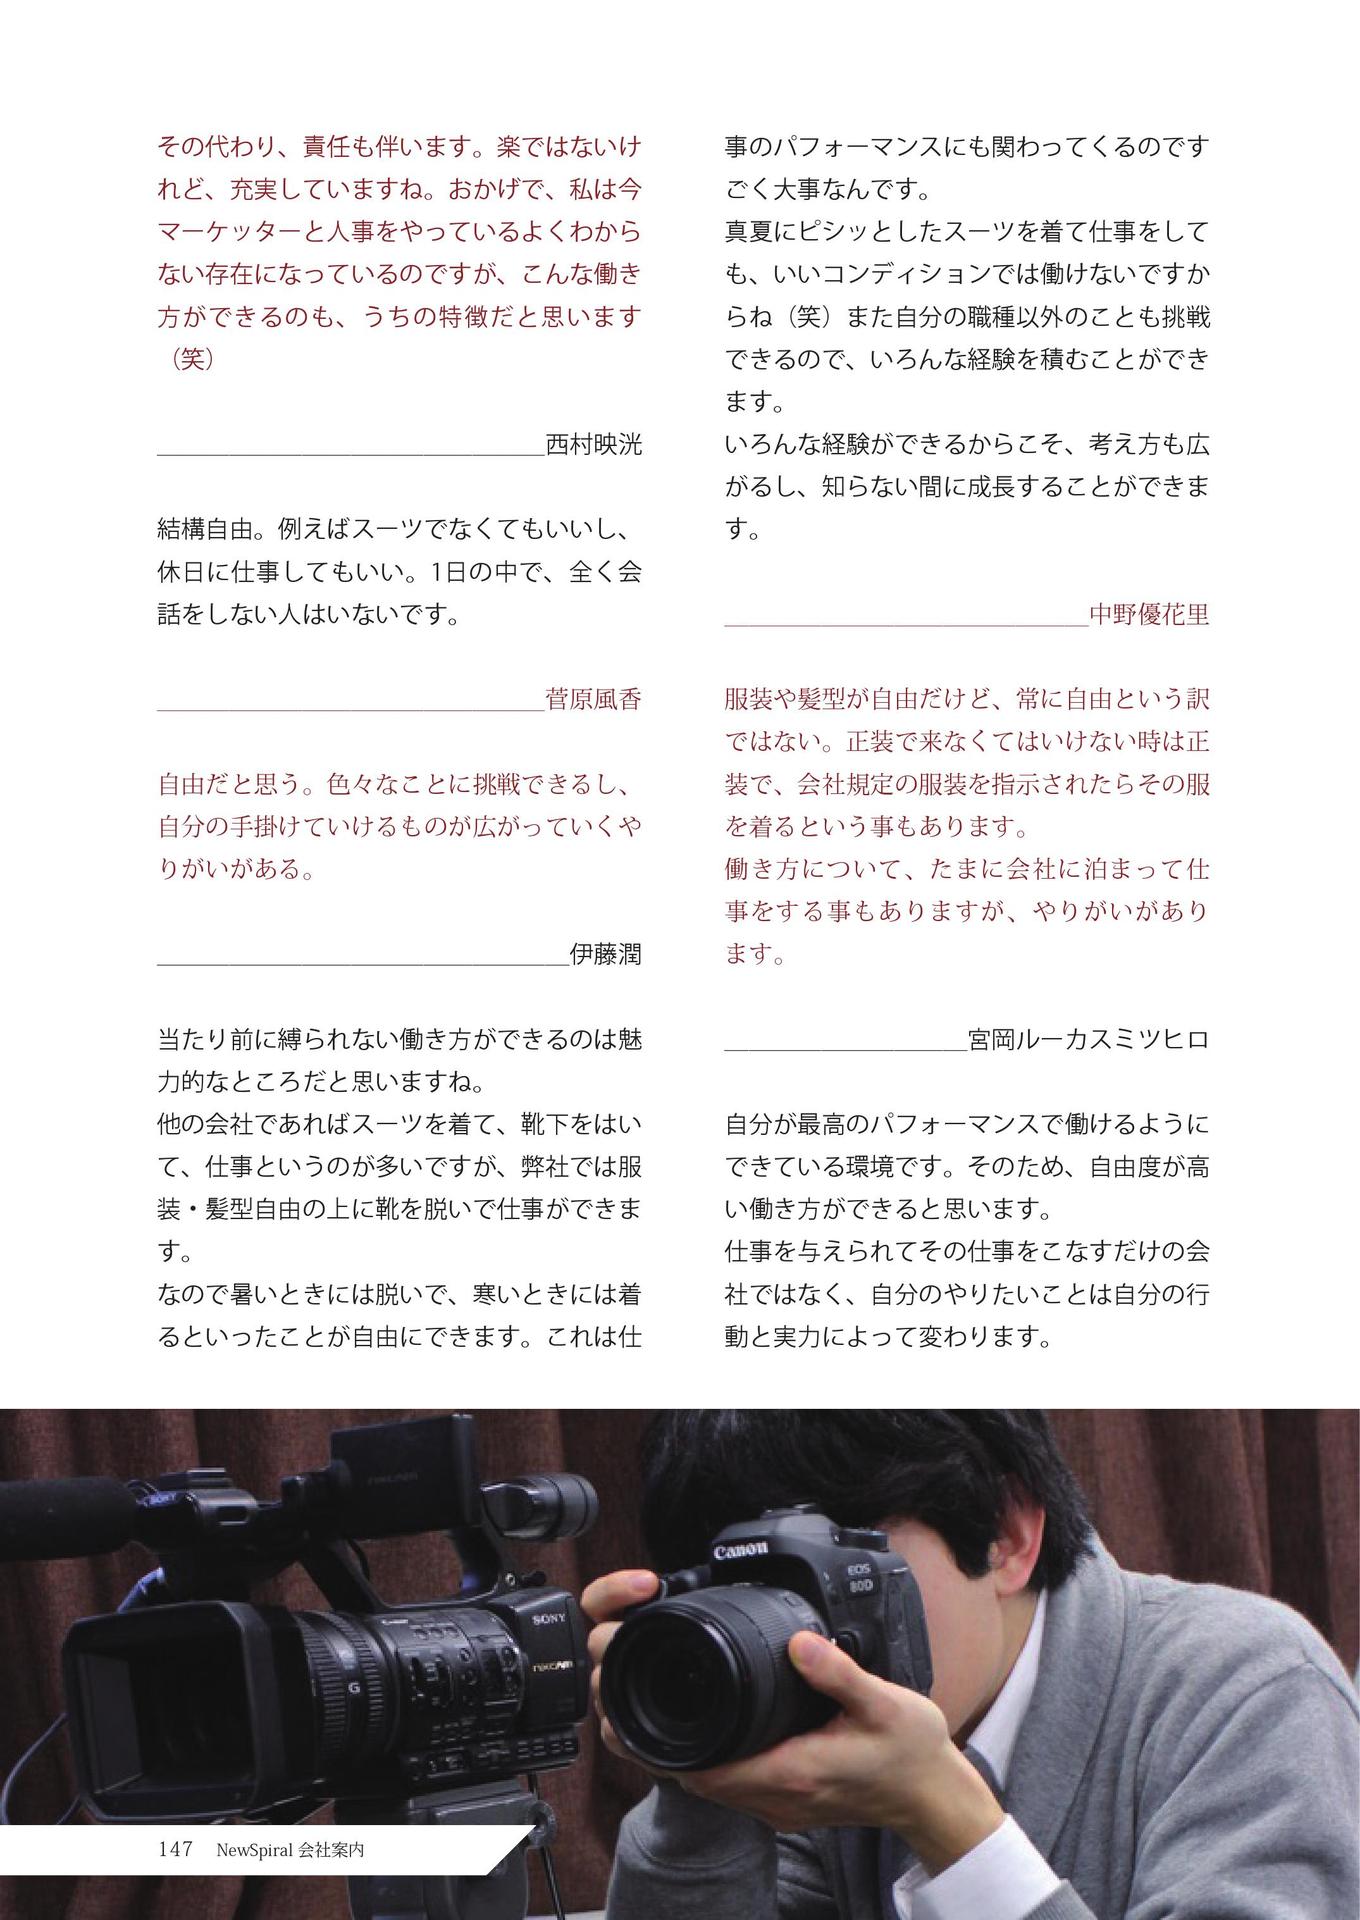 その代わり、責任も伴います。楽ではないけ
れど、充実していますね。おかげで、私は今
マーケッターと人事をやっているよくわから
ない存在になっているのですが、こんな働き
方ができるのも、うちの特徴だと思います
（笑）
西村映洸
結構自由。例えばスーツでなくてもいいし、
休日に仕事してもいい。1日の中で、全く会
話をしない人はいないです。
菅原風香
自由だと思う。色々なことに挑戦できるし、
自分の手掛けていけるものが広がっていくや
りがいがある。
伊藤潤
当たり前に縛られない働き方ができるのは魅
力的なところだと思いますね。
他の会社であればスーツを着て、靴下をはい
て、仕事というのが多いですが、弊社では服
装・髪型自由の上に靴を脱いで仕事ができま
す。
なので暑いときには脱いで、寒いときには着
るといったことが自由にできます。これは仕
事のパフォーマンスにも関わってくるのです
ごく大事なんです。
真夏にピシッとしたスーツを着て仕事をして
も、いいコンディションでは働けないですか
らね（笑）また自分の職種以外のことも挑戦
できるので、いろんな経験を積むことができ
ます。
いろんな経験ができるからこそ、考え方も広
がるし、知らない間に成長することができま
す。
中野優花里
服装や髪型が自由だけど、常に自由という訳
ではない。正装で来なくてはいけない時は正
装で、会社規定の服装を指示されたらその服
を着るという事もあります。
働き方について、たまに会社に泊まって仕
事をする事もありますが、やりがいがあり
ます。
宮岡ルーカスミツヒロ
自分が最高のパフォーマンスで働けるように
できている環境です。そのため、自由度が高
い働き方ができると思います。
仕事を与えられてその仕事をこなすだけの会
社ではなく、自分のやりたいことは自分の行
動と実力によって変わります。
Canon
EOS
80D
SONY
NXCAM
G
147 NewSpiral 会社案内